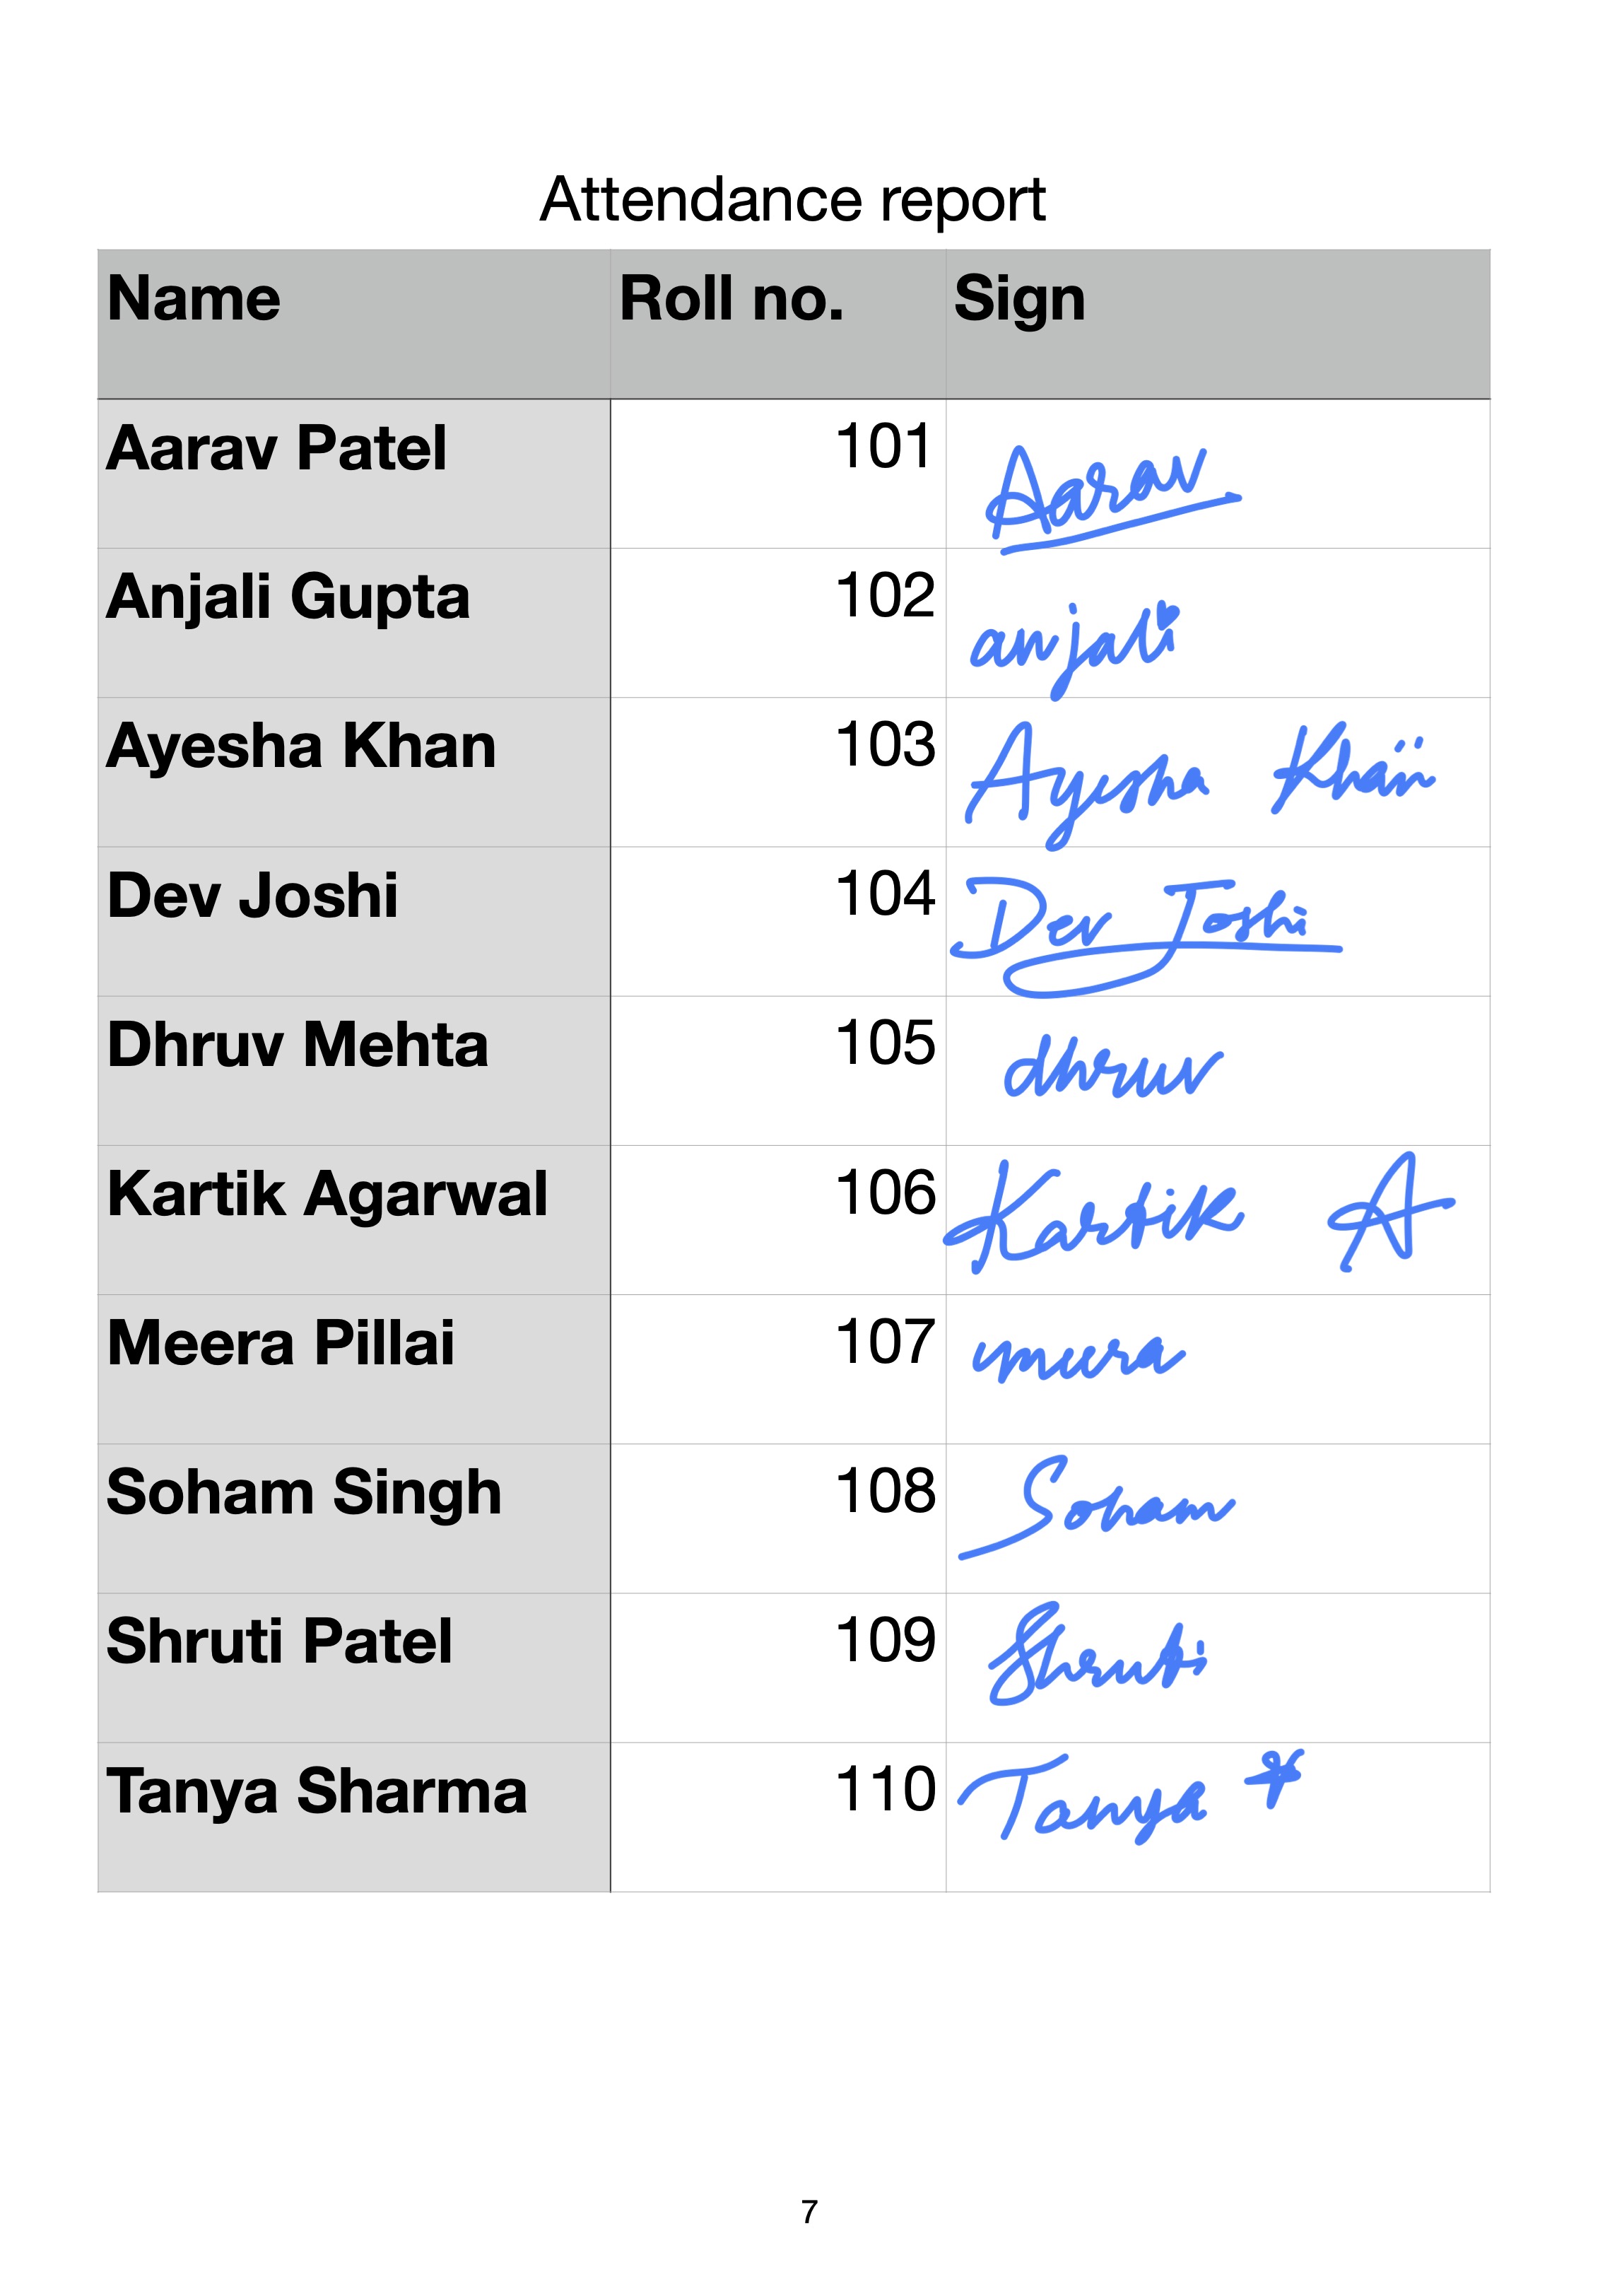 Attendance report
Name Roll no. Sign
Aarav Patel 101 Aarav
Anjali Gupta 102 anjali
Ayesha Khan 103 Ayesha Khan
Dev Joshi 104 Dev Joshi
Dhruv Mehta 105 dhruv
Kartik Agarwal 106 Kartik A
Meera Pillai 107 meera
Soham Singh 108 Soham
Shruti Patel 109 Shruti
Tanya Sharma 110 Tanya *
7